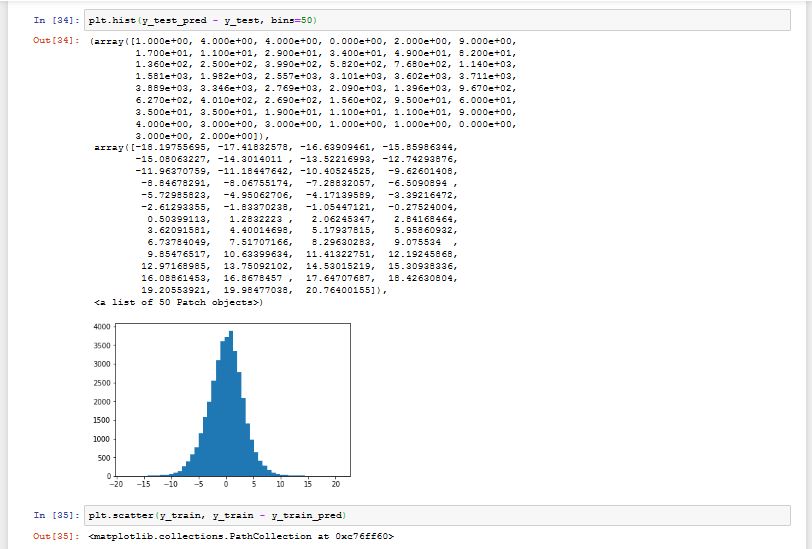 In [34]: plt.hist(y_test_pred - y_test, bins=50)
Out[34]: (array([1.000e+00, 4.000e+00, 4.000e+00, 0.000e+00, 2.000e+00, 9.000e+00,
1.700e+01, 1.100e+01, 2.900e+01, 3.400e+01, 4.900e+01, 8.200e+01,
1.360e+02, 2.500e+02, 3.990e+02, 5.820e+02, 7.680e+02, 1.140e+03,
1.581e+03, 1.982e+03, 2.557e+03, 3.101e+03, 3.602e+03, 3.711e+03,
3.889e+03, 3.346e+03, 2.769e+03, 2.090e+03, 1.396e+03, 9.670e+02,
6.270e+02, 4.010e+02, 2.690e+02, 1.560e+02, 9.500e+01, 6.000e+01,
3.500e+01, 3.500e+01, 1.900e+01, 1.100e+01, 1.100e+01, 9.000e+00,
4.000e+00, 3.000e+00, 3.000e+00, 1.000e+00, 1.000e+00, 0.000e+00,
3.000e+00, 2.000e+00]),
array([-18.19755695, -17.41832578, -16.63909461, -15.85986344,
-15.08063227, -14.3014011 , -13.52216993, -12.74293876,
-11.96370759, -11.18447642, -10.40524525, -9.62601408,
-8.84678291, -8.06755174, -7.28832057, -6.5090894 ,
-5.72985823, -4.95062706, -4.17139589, -3.39216472,
-2.61293355, -1.83370238, -1.05447121, -0.27524004,
0.50399113, 1.2832223 , 2.06245347, 2.84168464,
3.62091581, 4.40014698, 5.17937815, 5.95860932,
6.73784049, 7.51707166, 8.29630283, 9.075534 ,
9.85476517, 10.63399634, 11.41322751, 12.19245868,
12.97168985, 13.75092102, 14.53015219, 15.30938336,
16.08861453, 16.8678457 , 17.64707687, 18.42630804,
19.20553921, 19.98477038, 20.76400155]),
<a list of 50 Patch objects>)
4000
3500
3000
2500
2000
1500
1000
500
0
−20 −15 −10 −5 0 5 10 15 20
In [35]: plt.scatter(y_train, y_train - y_train_pred)
Out[35]: <matplotlib.collections.PathCollection at 0xc76ff60>